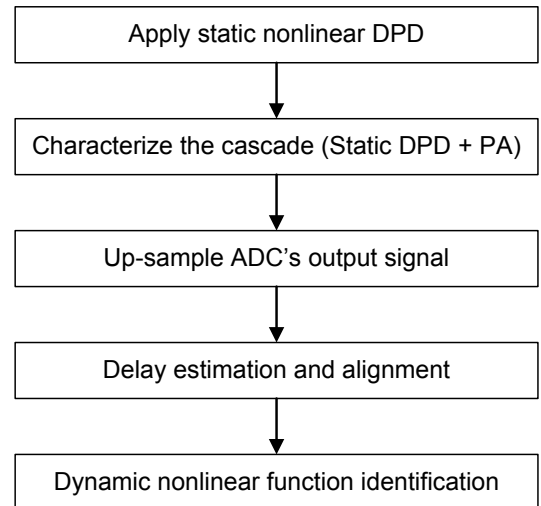 Apply static nonlinear DPD
Characterize the cascade (Static DPD + PA)
Up-sample ADC’s output signal
Delay estimation and alignment
Dynamic nonlinear function identification